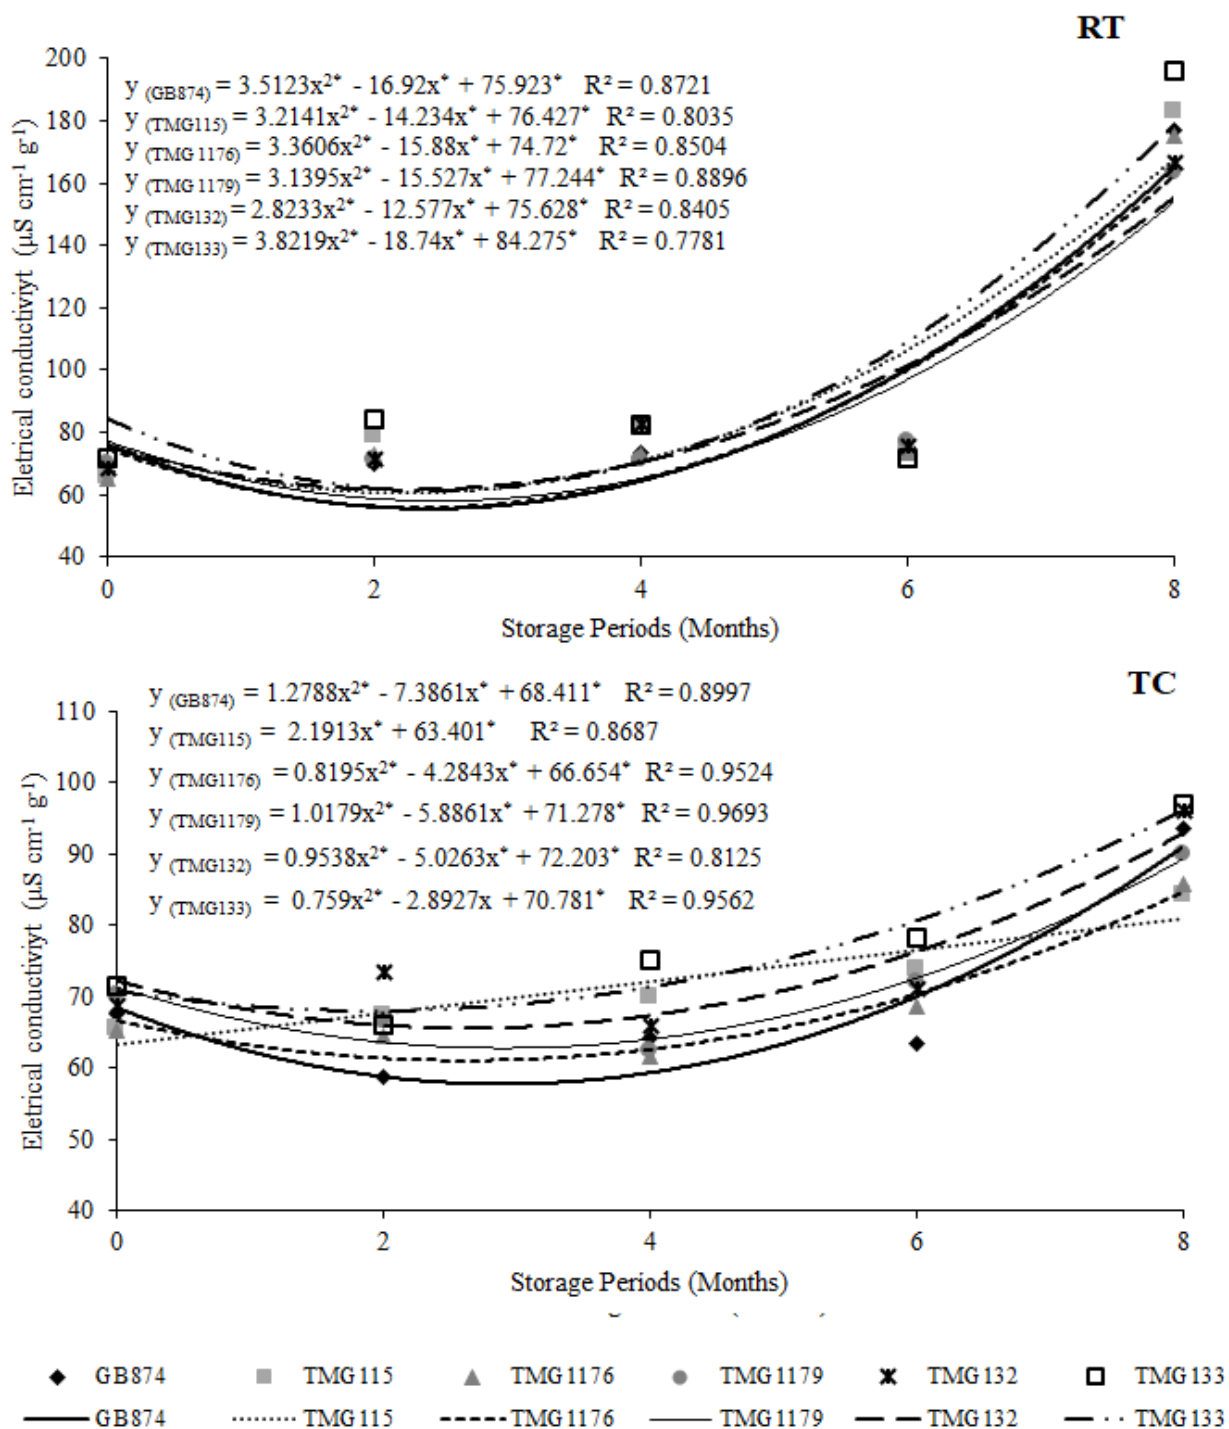 RT
200
180
160
140
120
100
80
60
40
Eletrical conductiviyt (µS cm⁻¹ g⁻¹)
y (GB874) = 3.5123x²* - 16.92x* + 75.923* R² = 0.8721
y (TMG115) = 3.2141x²* - 14.234x* + 76.427* R² = 0.8035
y (TMG1176) = 3.3606x²* - 15.88x* + 74.72* R² = 0.8504
y (TMG1179) = 3.1395x²* - 15.527x* + 77.244* R² = 0.8896
y (TMG132) = 2.8233x²* - 12.577x* + 75.628* R² = 0.8405
y (TMG133) = 3.8219x²* - 18.74x* + 84.275* R² = 0.7781
0 2 4 6 8
Storage Periods (Months)
TC
110
100
90
80
70
60
50
40
Eletrical conductiviyt (µS cm⁻¹ g⁻¹)
y (GB874) = 1.2788x²* - 7.3861x* + 68.411* R² = 0.8997
y (TMG115) = 2.1913x* + 63.401* R² = 0.8687
y (TMG1176) = 0.8195x²* - 4.2843x* + 66.654* R² = 0.9524
y (TMG1179) = 1.0179x²* - 5.8861x* + 71.278* R² = 0.9693
y (TMG132) = 0.9538x²* - 5.0263x* + 72.203* R² = 0.8125
y (TMG133) = 0.759x²* - 2.8927x + 70.781* R² = 0.9562
0 2 4 6 8
Storage Periods (Months)
GB874 TMG115 TMG1176 TMG1179 TMG132 TMG133
GB874 TMG115 TMG1176 TMG1179 TMG132 TMG133